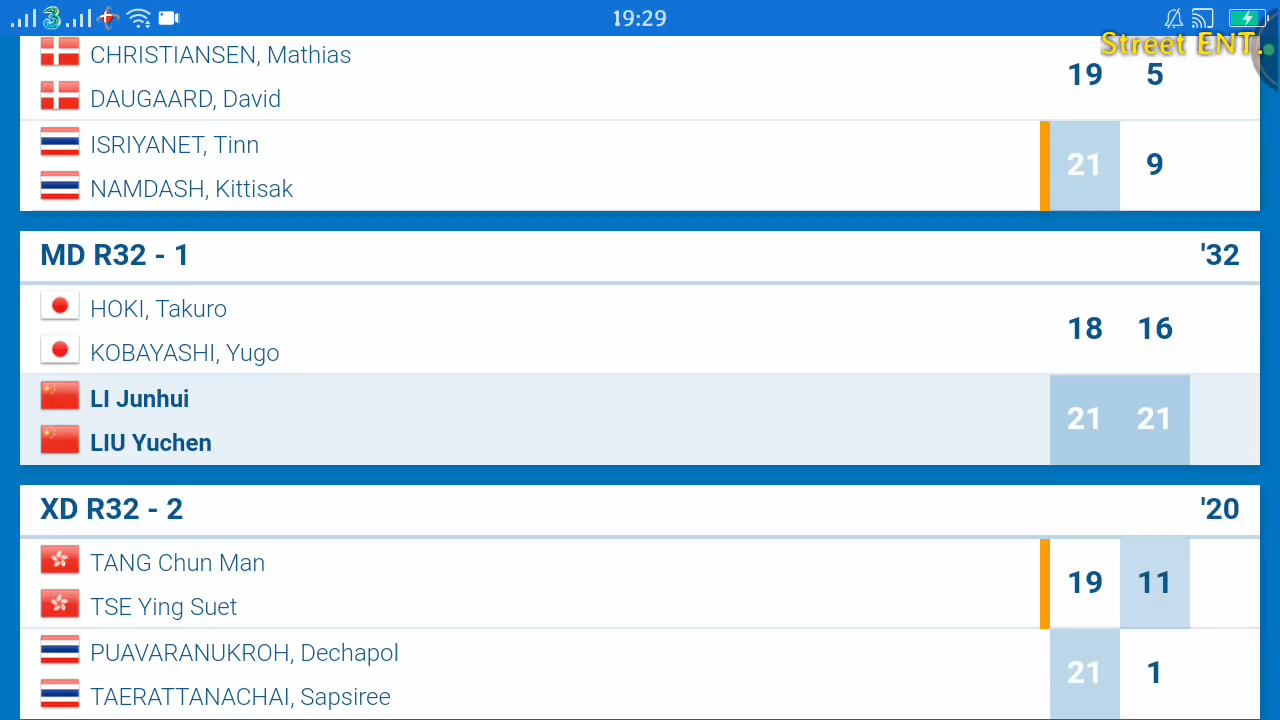 19:29
Street ENT.
CHRISTIANSEN, Mathias
19 5
DAUGAARD, David
ISRIYANET, Tinn
21 9
NAMDASH, Kittisak
MD R32 - 1 '32
HOKI, Takuro
18 16
KOBAYASHI, Yugo
LI Junhui
21 21
LIU Yuchen
XD R32 - 2 '20
TANG Chun Man
19 11
TSE Ying Suet
PUAVARANUKROH, Dechapol
21 1
TAERATTANACHAI, Sapsiree